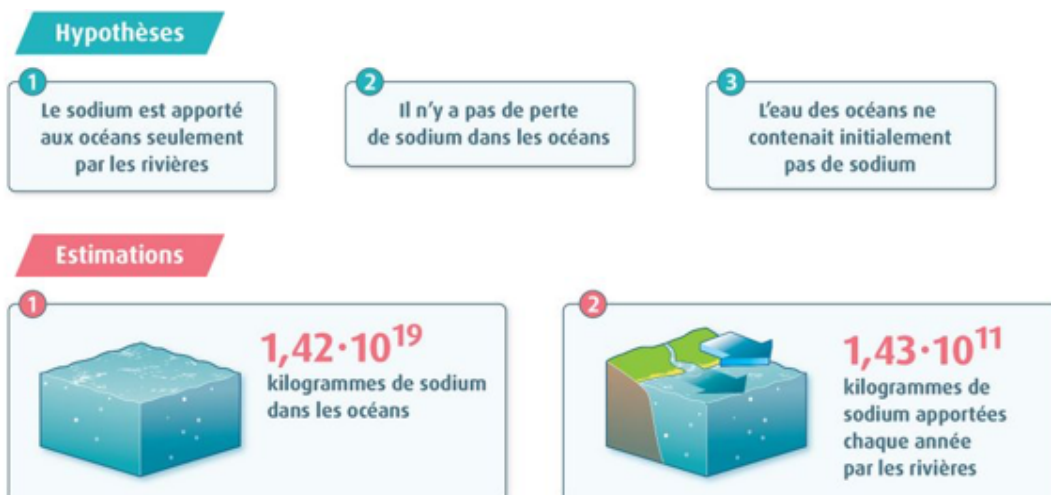 Hypothèses
1
Le sodium est apporté
aux océans seulement
par les rivières
2
Il n'y a pas de perte
de sodium dans les océans
3
L'eau des océans ne
contenait initialement
pas de sodium
Estimations
1
1,42·10¹⁹
kilogrammes de sodium
dans les océans
2
1,43·10¹¹
kilogrammes de
sodium apportées
chaque année
par les rivières